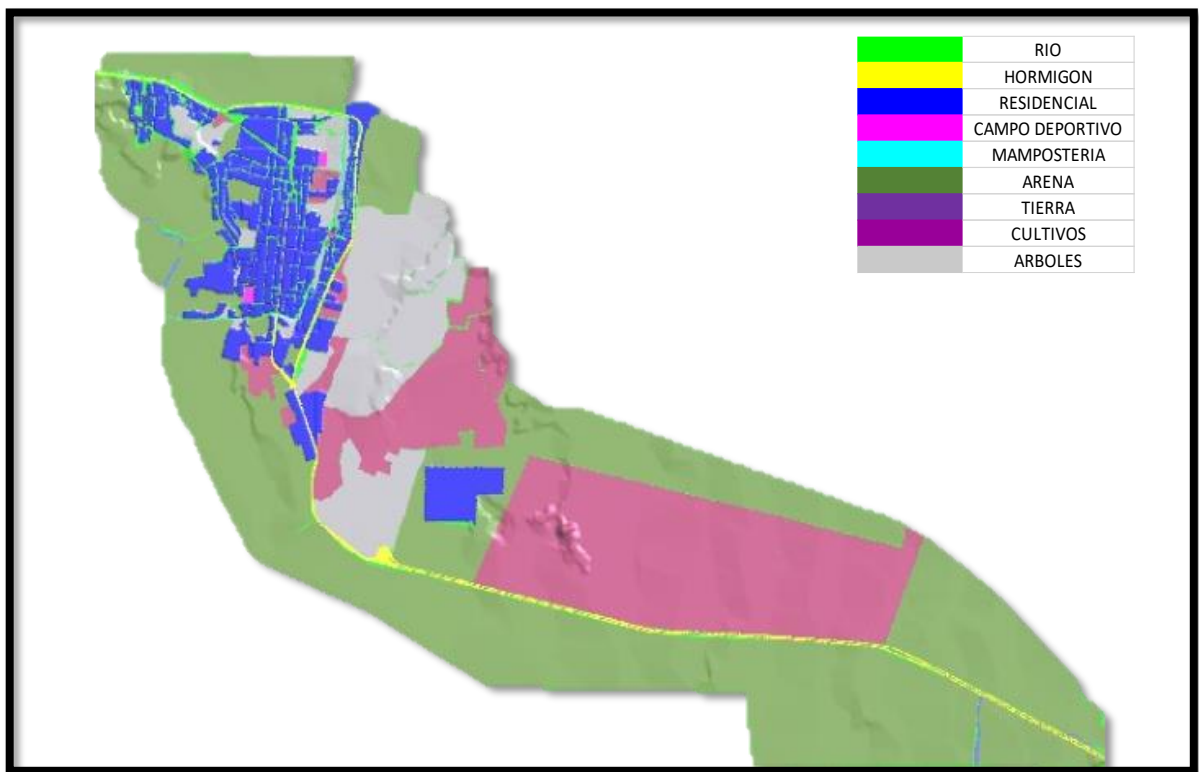 RIO
HORMIGON
RESIDENCIAL
CAMPO DEPORTIVO
MAMPOSTERIA
ARENA
TIERRA
CULTIVOS
ARBOLES